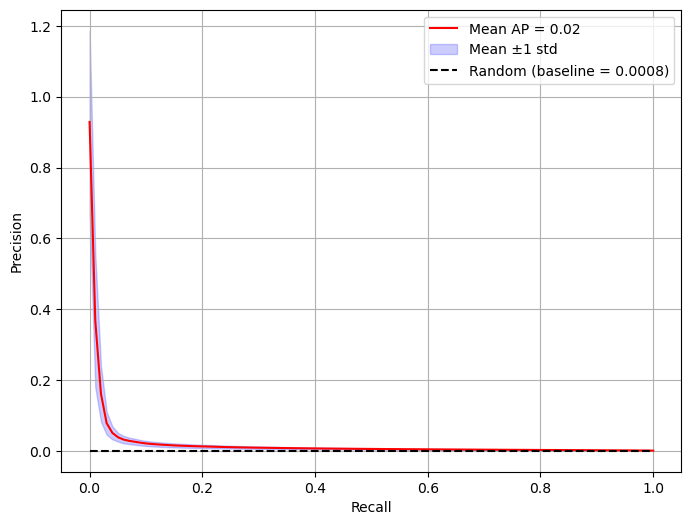 1.2
1.0
0.8
0.6
0.4
0.2
0.0
Precision
Mean AP = 0.02
Mean ±1 std
Random (baseline = 0.0008)
0.0 0.2 0.4 0.6 0.8 1.0
Recall